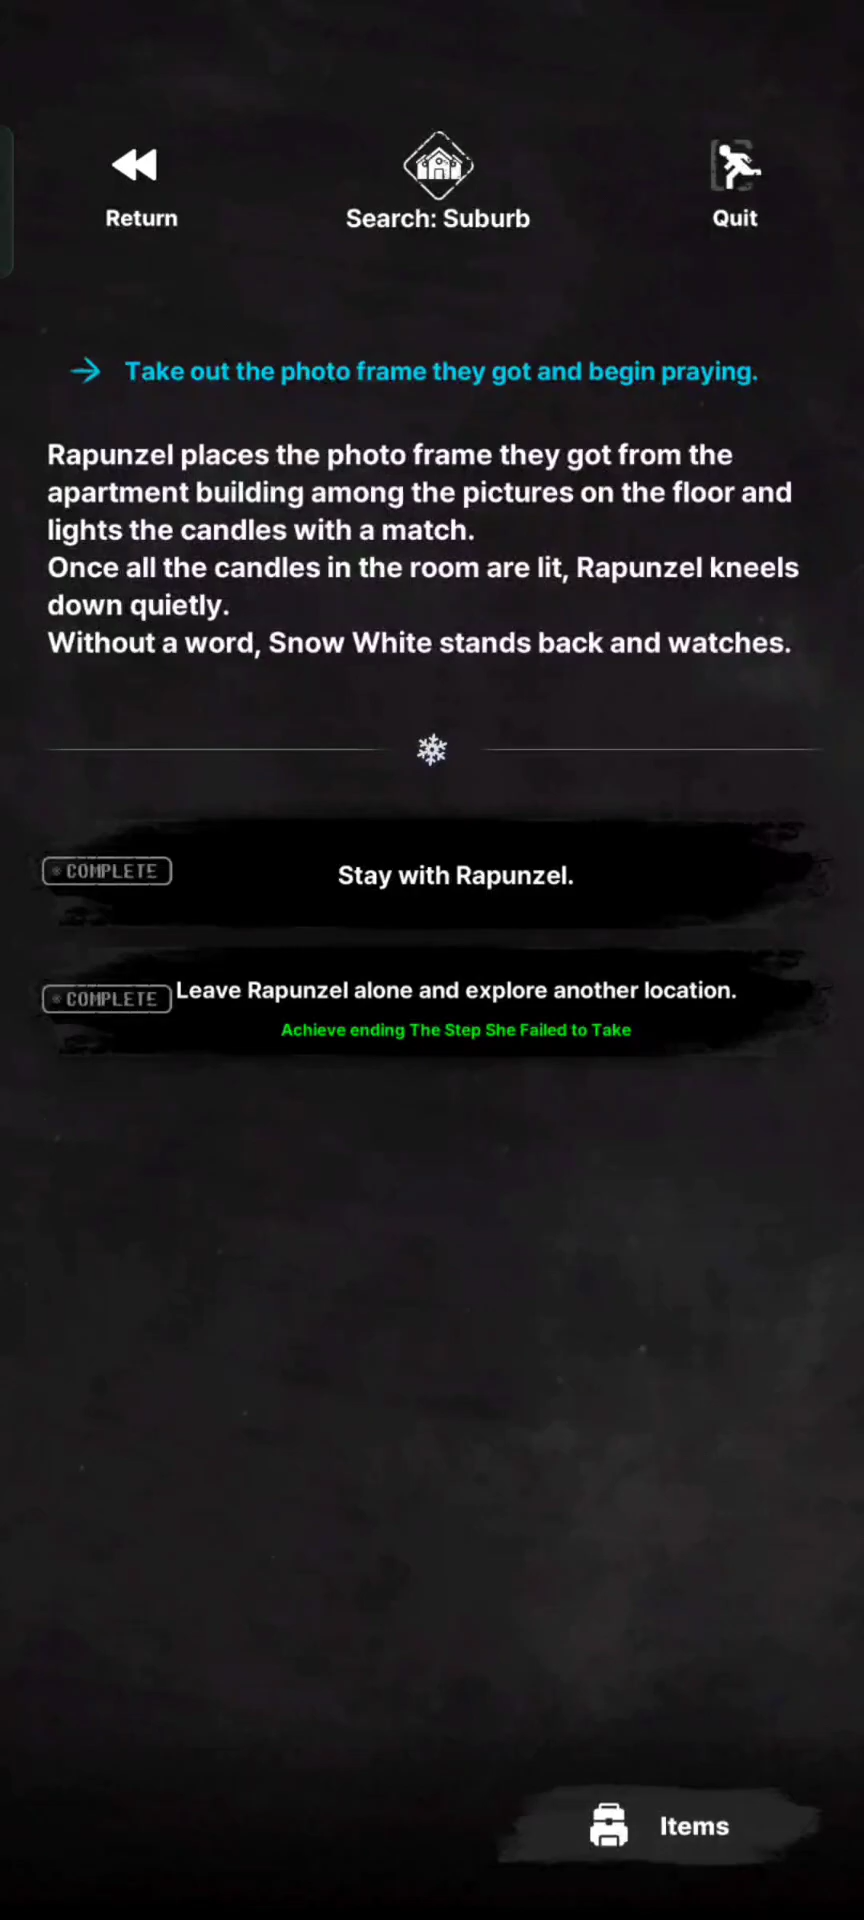 Return
Search: Suburb
Quit
Take out the photo frame they got and begin praying.
Rapunzel places the photo frame they got from the
apartment building among the pictures on the floor and
lights the candles with a match.
Once all the candles in the room are lit, Rapunzel kneels
down quietly.
Without a word, Snow White stands back and watches.
COMPLETE
Stay with Rapunzel.
COMPLETE
Leave Rapunzel alone and explore another location.
Achieve ending The Step She Failed to Take
Items